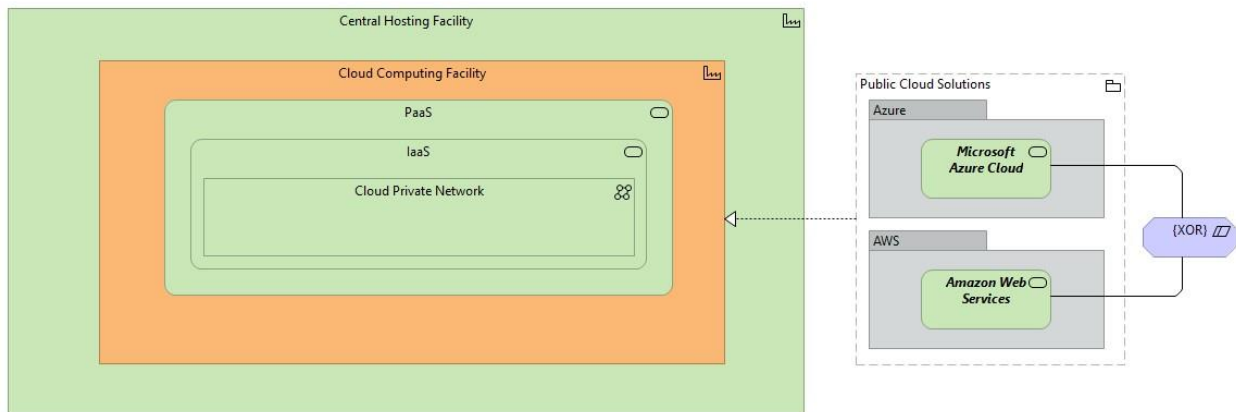 Central Hosting Facility
Cloud Computing Facility
PaaS
IaaS
Cloud Private Network
Public Cloud Solutions
Azure
Microsoft
Azure Cloud
{XOR}
AWS
Amazon Web
Services